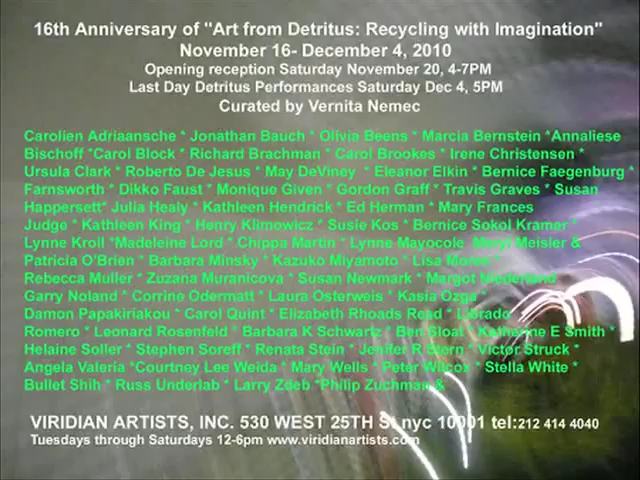 16th Anniversary of "Art from Detritus: Recycling with Imagination"
November 16- December 4, 2010
Opening reception Saturday November 20, 4-7PM
Last Day Detritus Performances Saturday Dec 4, 5PM
Curated by Vernita Nemec
Carolien Adriaansche * Jonathan Bauch * Olivia Beens * Marcia Bernstein *Annaliese
Bischoff *Carol Block * Richard Brachman * Carol Brookes * Irene Christensen *
Ursula Clark * Roberto De Jesus * May DeViney * Eleanor Elkin * Bernice Faegenburg *
Farnsworth * Dikko Faust * Monique Given * Gordon Graff * Travis Graves * Susan
Happersett* Julia Healy * Kathleen Hendrick * Ed Herman * Mary Frances
Judge * Kathleen King * Henry Klimowicz * Susie Kos * Bernice Sokol Kramer *
Lynne Kroll *Madeleine Lord * Chippa Martin * Lynne Mayocole Meryl Meisler &
Patricia O'Brien * Barbara Minsky * Kazuko Miyamoto * Lisa *
Rebecca Muller * Zuzana Muranicova * Susan Newmark * Margot Niederland
Garry Noland * Corrine Odermatt * Laura Osterweis * Kasia Ozga *
Damon Papakiriakou * Carol Quint * Elizabeth Rhoads Read * Librado
Romero * Leonard Rosenfeld * Barbara K Schwartz * Ben Sloat * Katharine E Smith *
Helaine Soller * Stephen Soreff * Renata Stein * Jenifer R Stern * Victor Struck *
Angela Valeria *Courtney Lee Weida * Mary Wells * Peter Wilcox * Stella White *
Bullet Shih * Russ Underlab * Larry Zdeb *Philip Zuchman &
VIRIDIAN ARTISTS, INC. 530 WEST 25TH St nyc 10001 tel:212 414 4040
Tuesdays through Saturdays 12-6pm www.viridianartists.com